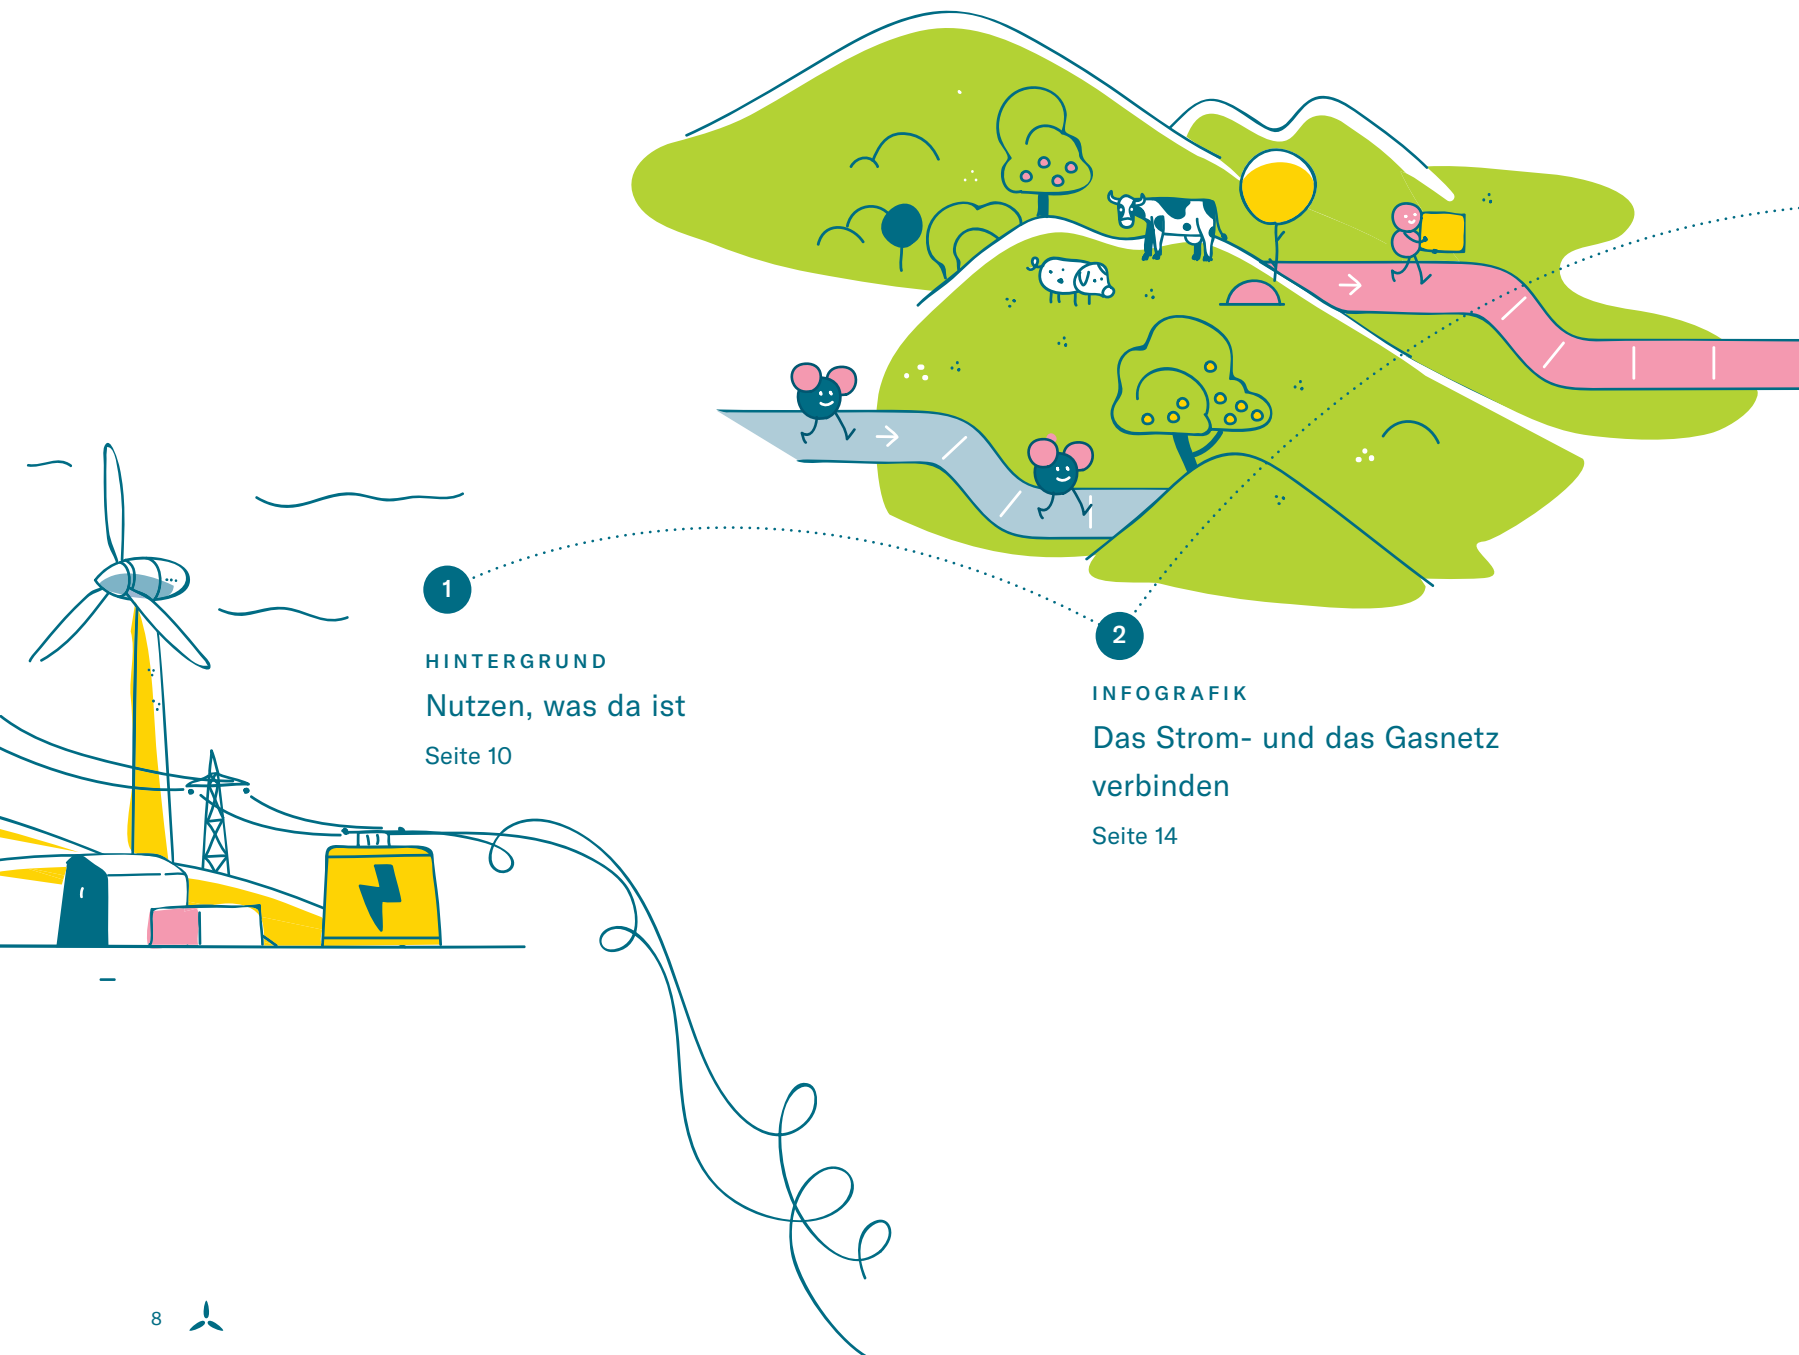 1
HINTERGRUND
Nutzen, was da ist
Seite 10
2
INFOGRAFIK
Das Strom- und das Gasnetz
verbinden
Seite 14
8